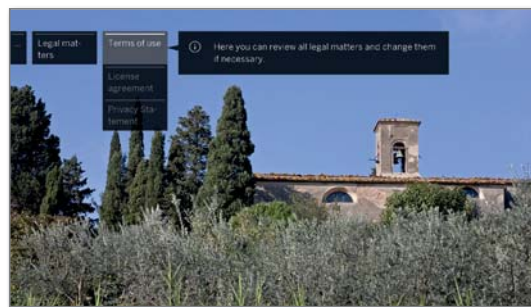 ...
Legal mat-
ters
Terms of use
Here you can review all legal matters and change them
if necessary.
License
agreement
Privacy Sta-
tement